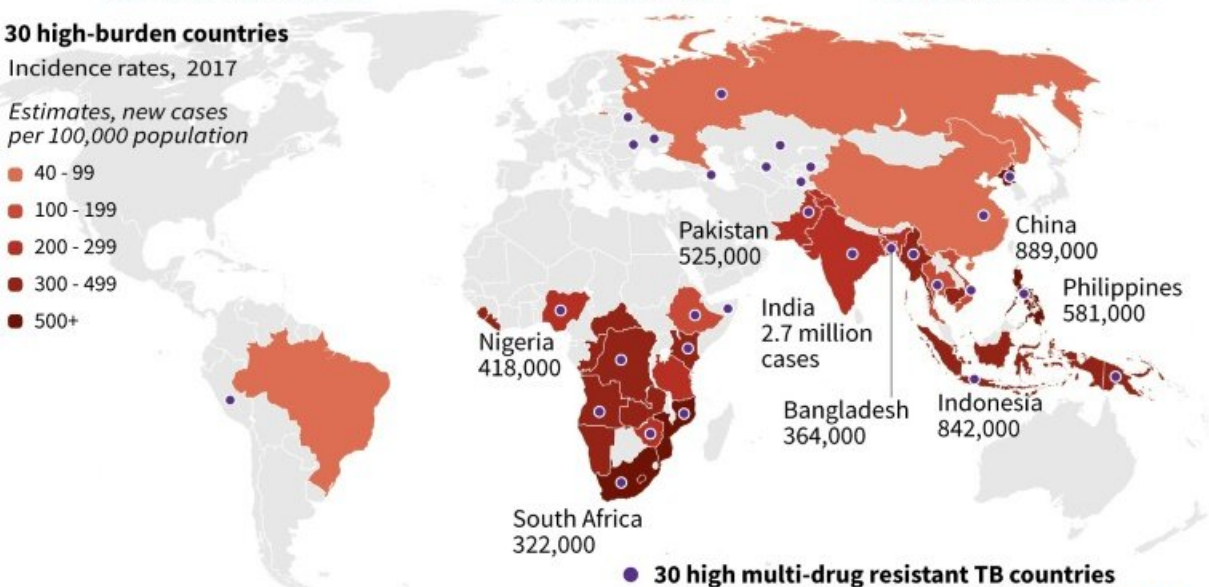 30 high-burden countries
Incidence rates, 2017
Estimates, new cases
per 100,000 population
40 - 99
100 - 199
200 - 299
300 - 499
500+
Pakistan
525,000
China
889,000
Philippines
581,000
India
2.7 million
cases
Nigeria
418,000
Bangladesh
364,000
Indonesia
842,000
South Africa
322,000
30 high multi-drug resistant TB countries